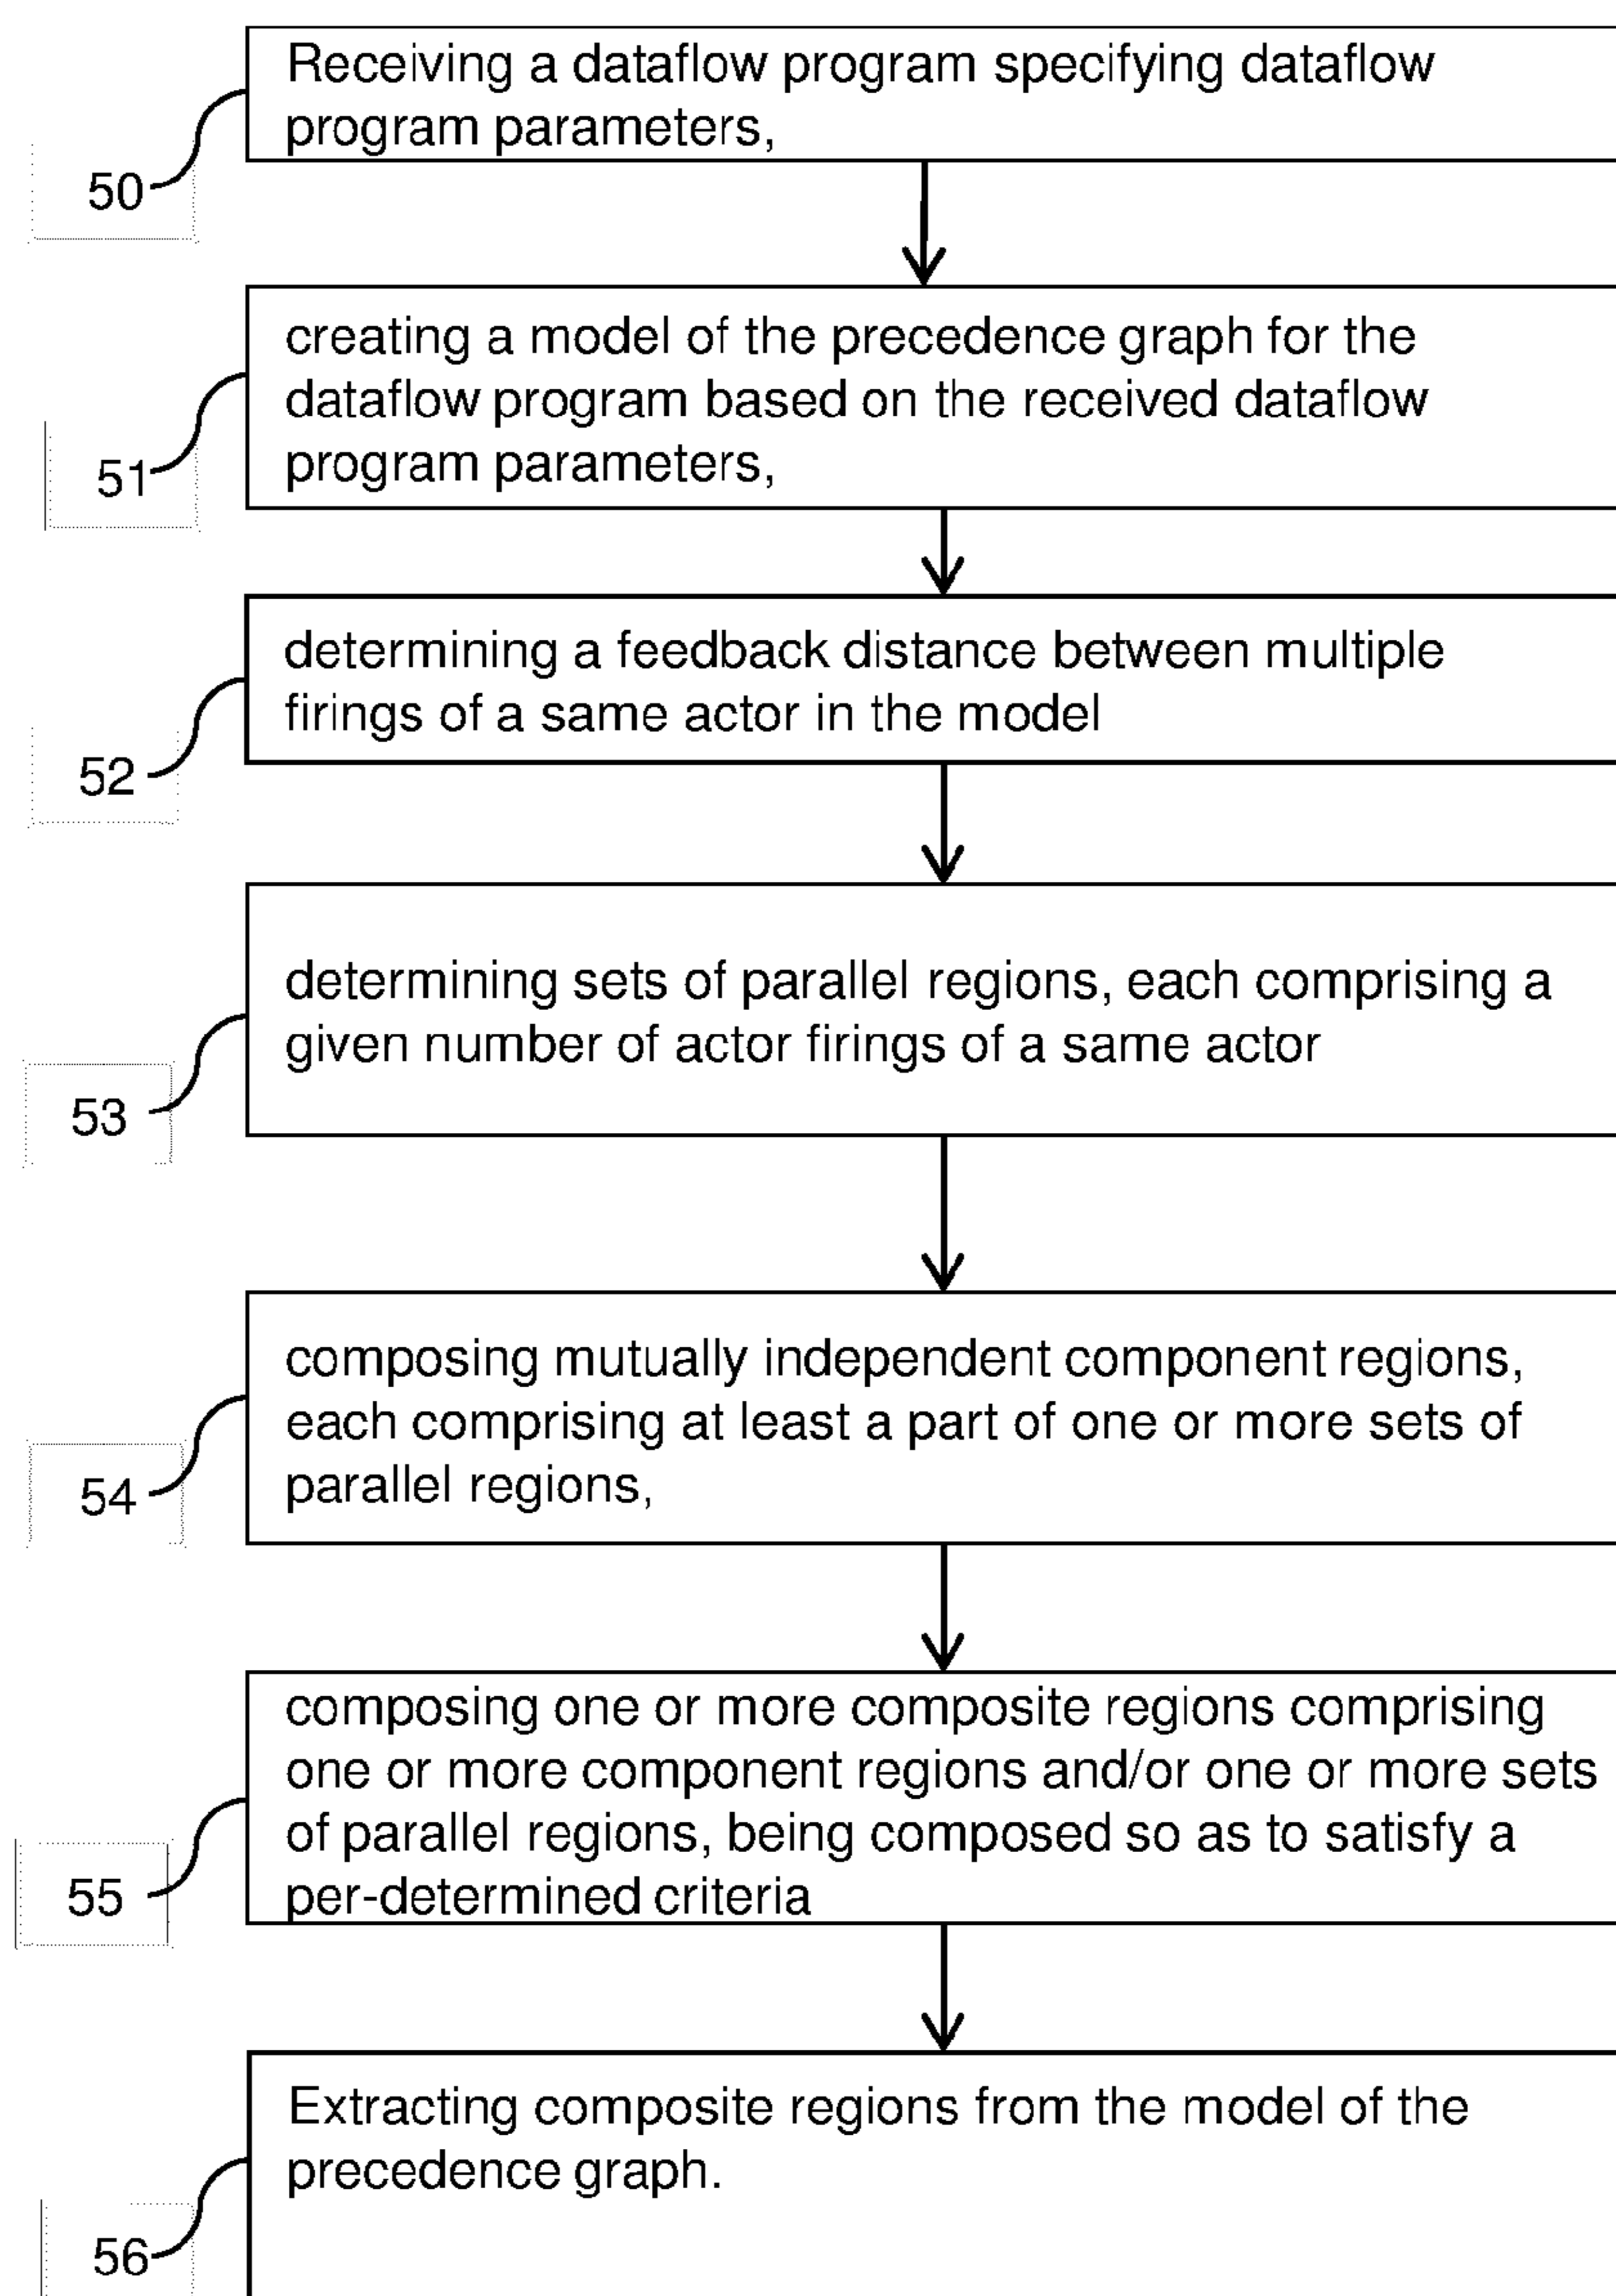 Receiving a dataflow program specifying dataflow
program parameters,
50
creating a model of the precedence graph for the
dataflow program based on the received dataflow
program parameters,
51
determining a feedback distance between multiple
firings of a same actor in the model
52
determining sets of parallel regions, each comprising a
given number of actor firings of a same actor
53
composing mutually independent component regions,
each comprising at least a part of one or more sets of
parallel regions,
54
composing one or more composite regions comprising
one or more component regions and/or one or more sets
of parallel regions, being composed so as to satisfy a
per-determined criteria
55
Extracting composite regions from the model of the
precedence graph.
56